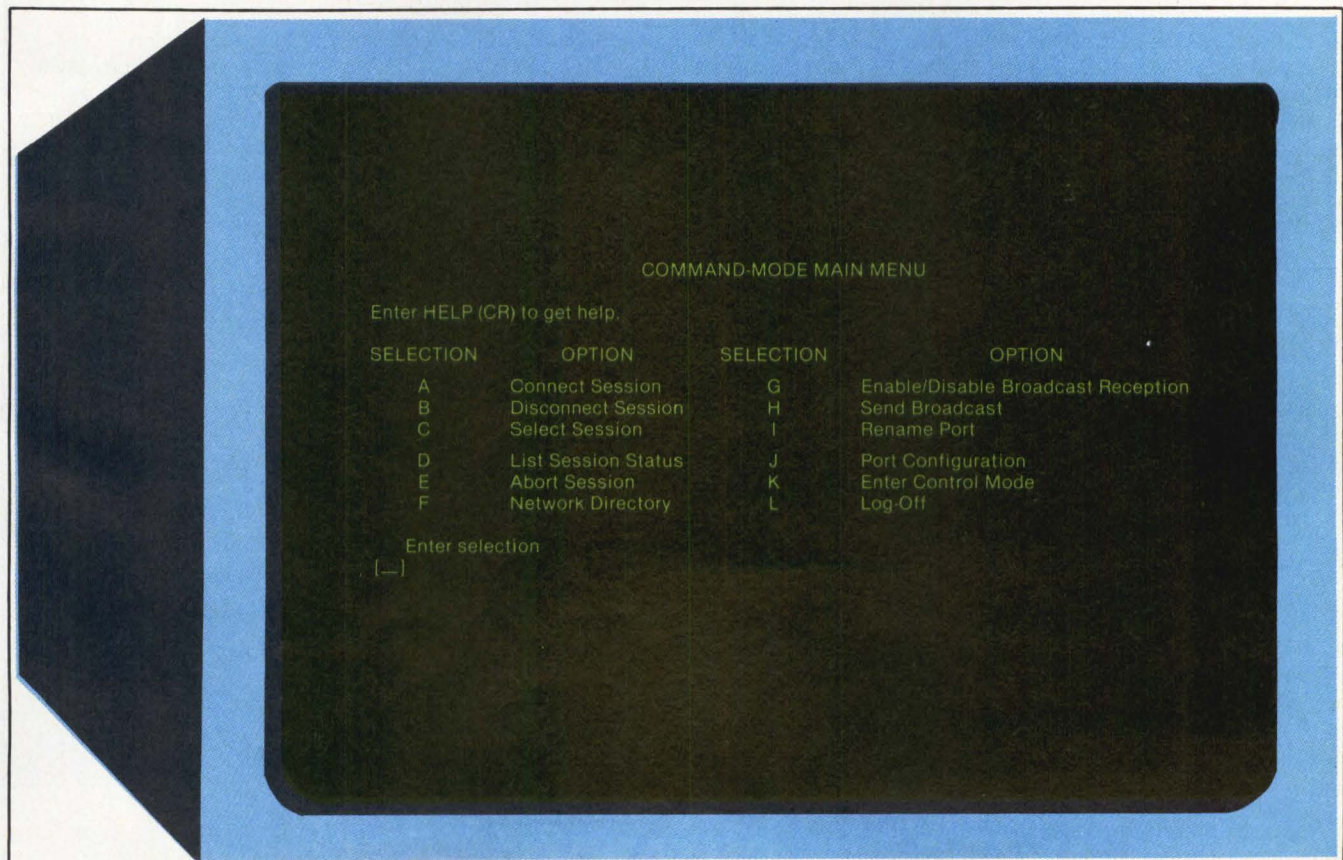 COMMAND-MODE MAIN MENU
Enter HELP (CR) to get help.
SELECTION OPTION SELECTION OPTION
A Connect Session G Enable/Disable Broadcast Reception
B Disconnect Session H Send Broadcast
C Select Session I Rename Port
D List Session Status J Port Configuration
E Abort Session K Enter Control Mode
F Network Directory L Log-Off
Enter selection
[__]